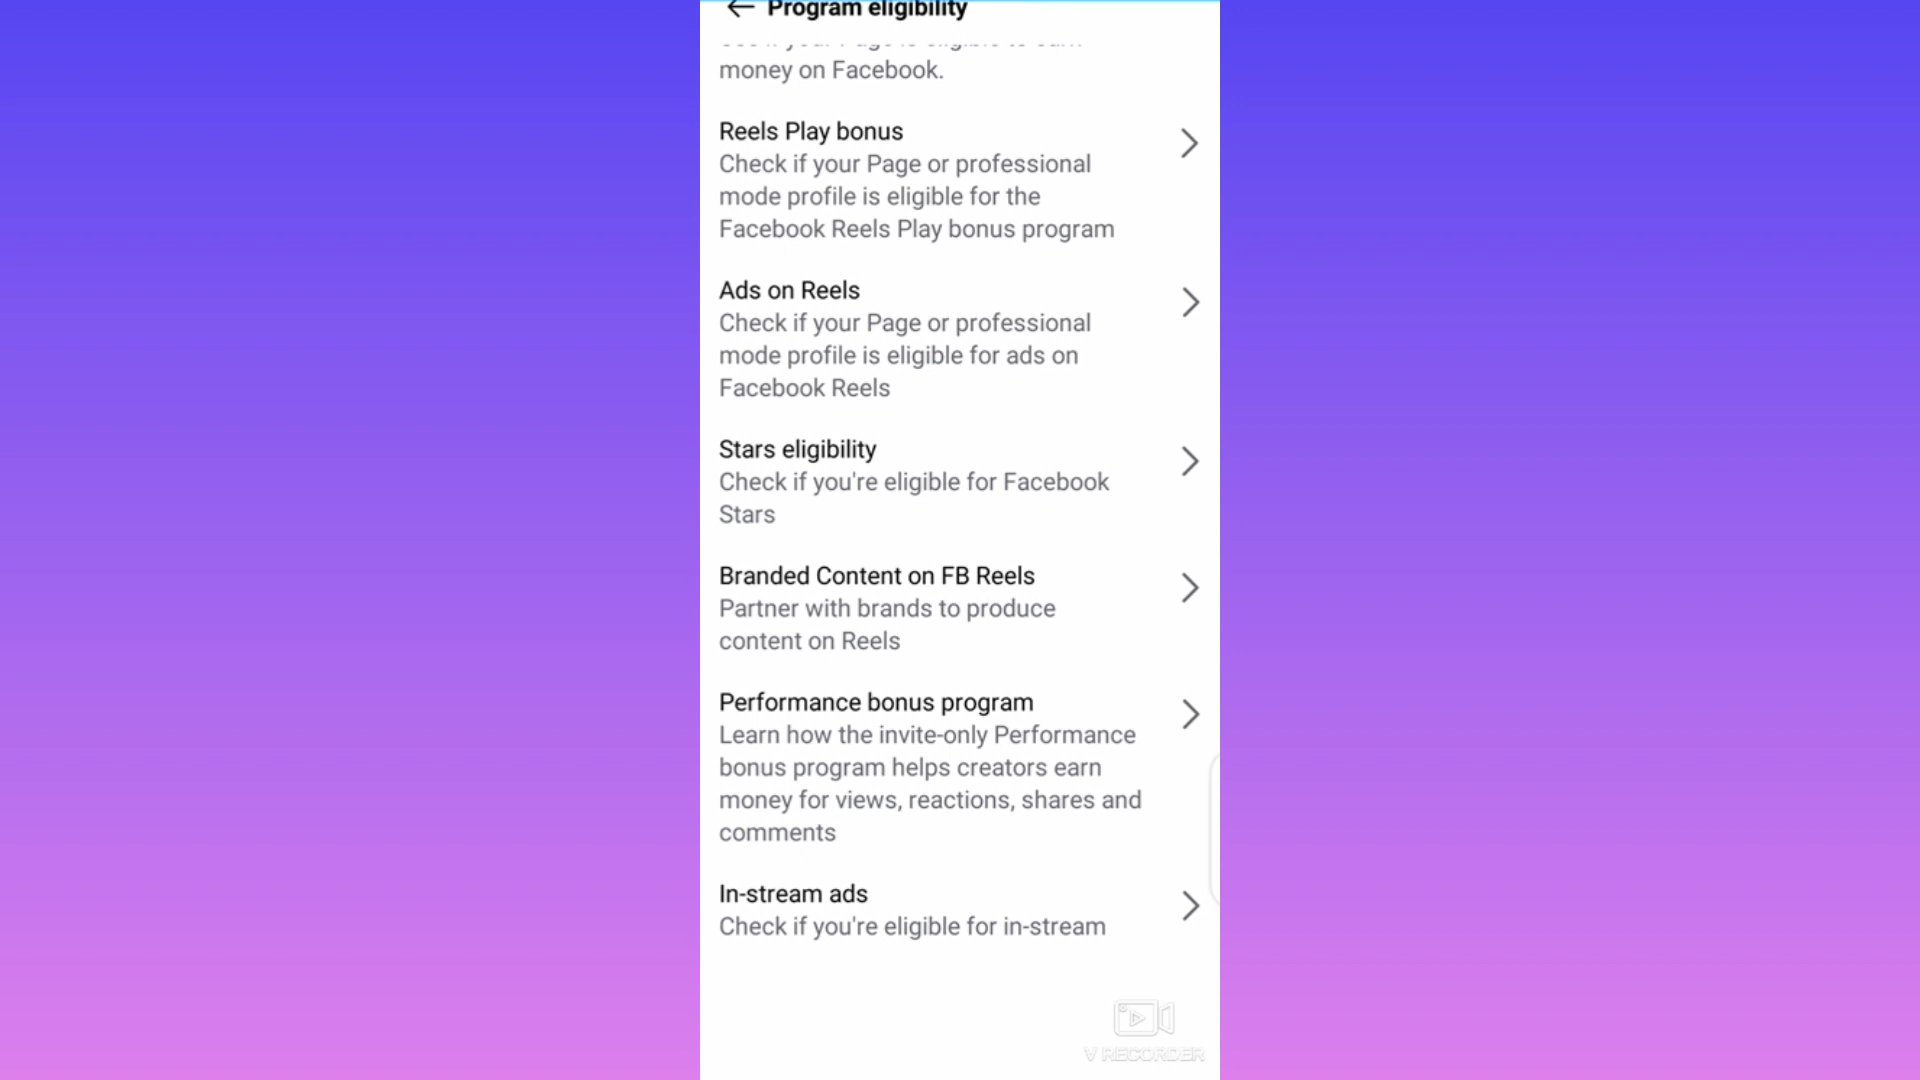 Program eligibility
money on Facebook.
Reels Play bonus
Check if your Page or professional
mode profile is eligible for the
Facebook Reels Play bonus program
Ads on Reels
Check if your Page or professional
mode profile is eligible for ads on
Facebook Reels
Stars eligibility
Check if you're eligible for Facebook
Stars
Branded Content on FB Reels
Partner with brands to produce
content on Reels
Performance bonus program
Learn how the invite-only Performance
bonus program helps creators earn
money for views, reactions, shares and
comments
In-stream ads
Check if you're eligible for in-stream
V RECORDER